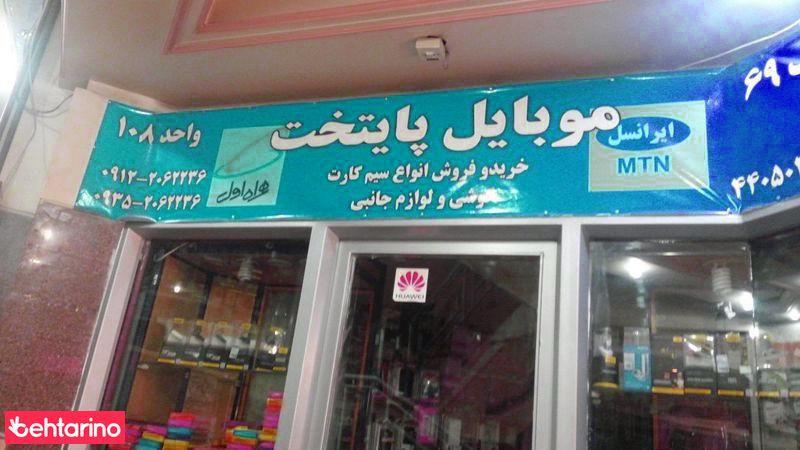 موبایل پایتخت
خریدو فروش انواع سیم کارت
گوشی و لوازم جانبی
ایرانسل
MTN
همراه اول
واحد ۱۰۸
۰۹۱۲-۲۰۶۲۲۳۶
۰۹۳۵-۲۰۶۲۲۳۶
۶۹
HUAWEI
behtarino